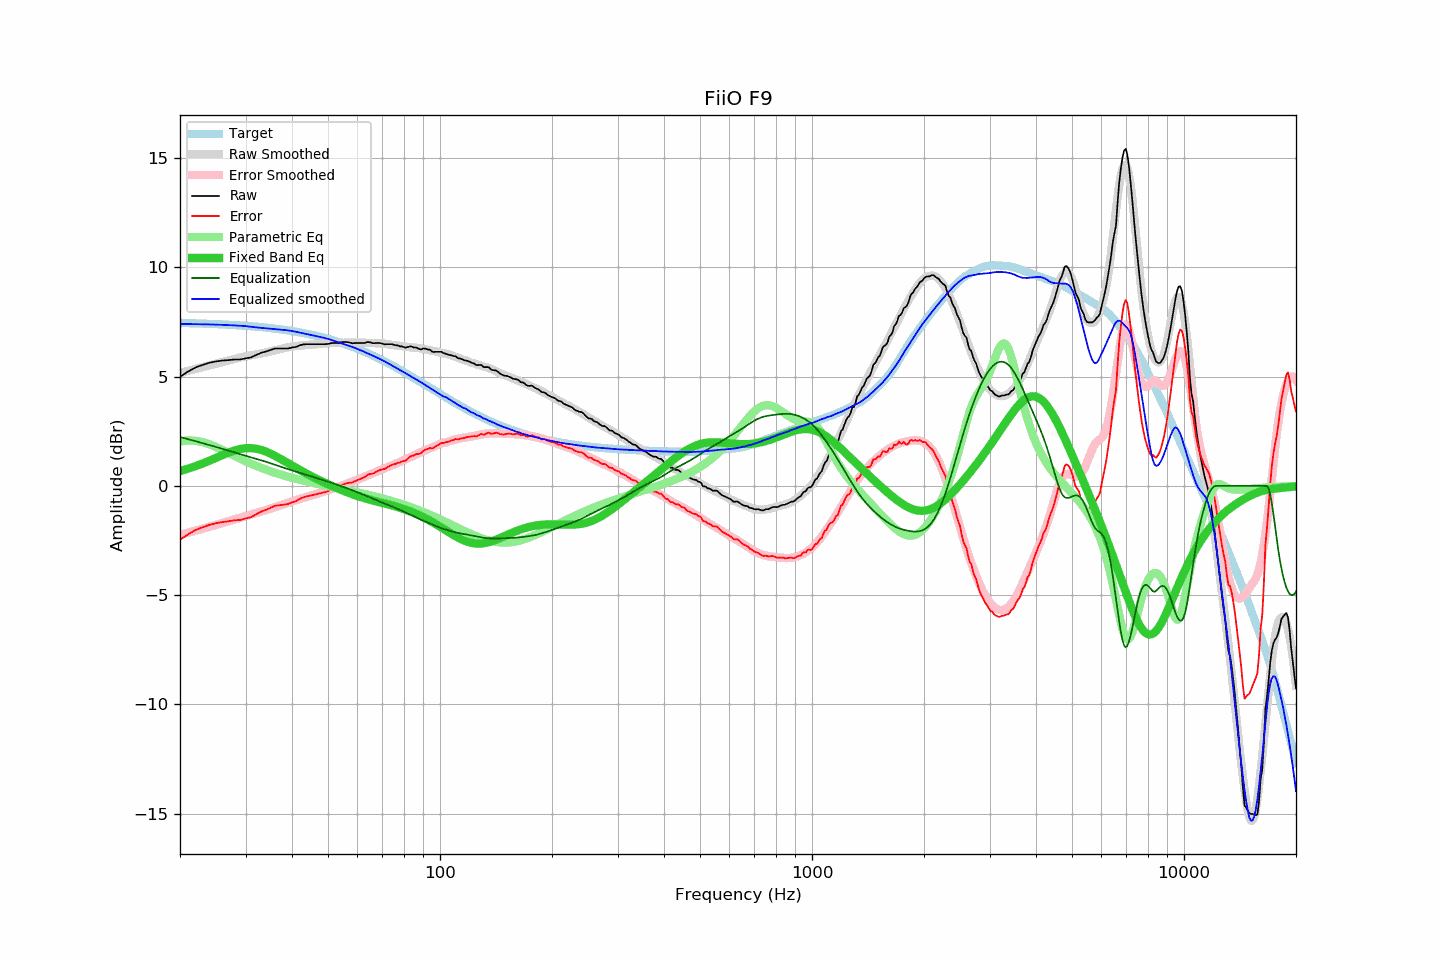 FiiO F9
Target
Raw Smoothed
Error Smoothed
Raw
Error
Parametric Eq
Fixed Band Eq
Equalization
Equalized smoothed
Amplitude (dBr)
15
10
5
0
−5
−10
−15
100
1000
10000
Frequency (Hz)